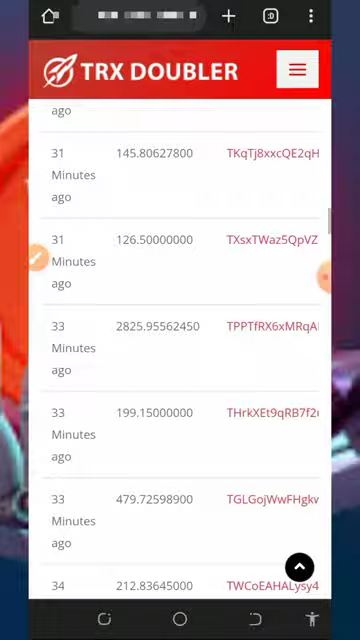 :D
TRX DOUBLER
ago
31 145.80627800 TKqTj8xxcQE2qH
Minutes
ago
31 126.50000000 TXsxTWaz5QpVZ
Minutes
ago
33 2825.95562450 TPPTfRX6xMRqA
Minutes
ago
33 199.15000000 THrkXEt9qRB7f2
Minutes
ago
33 479.72598900 TGLGojWwFHgk
Minutes
ago
34 212.83645000 TWCoEAHALysy4